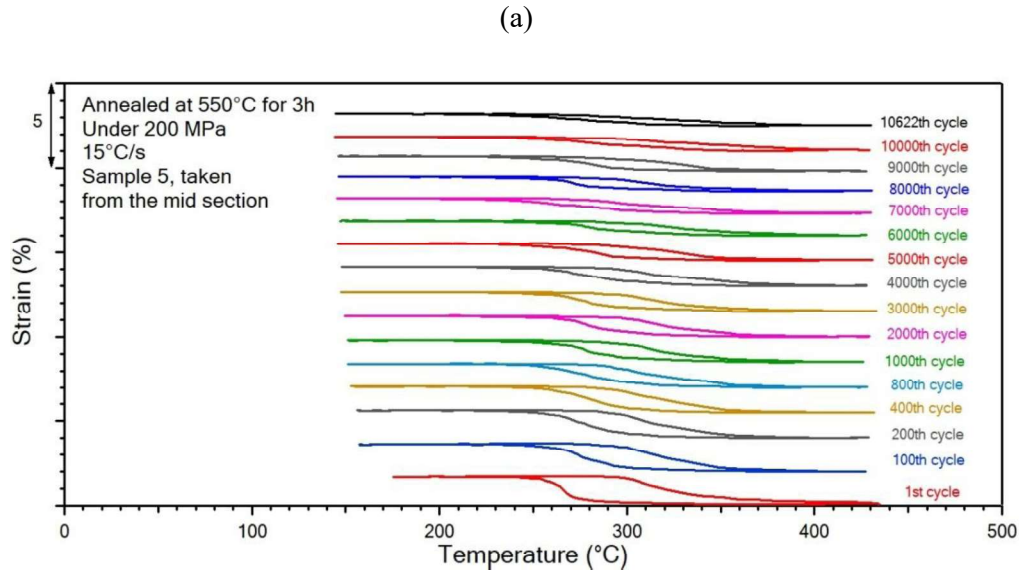 (a)
Annealed at 550°C for 3h
Under 200 MPa
15°C/s
Sample 5, taken
from the mid section
5
Strain (%)
10622th cycle
10000th cycle
9000th cycle
8000th cycle
7000th cycle
6000th cycle
5000th cycle
4000th cycle
3000th cycle
2000th cycle
1000th cycle
800th cycle
400th cycle
200th cycle
100th cycle
1st cycle
0 100 200 300 400 500
Temperature (°C)